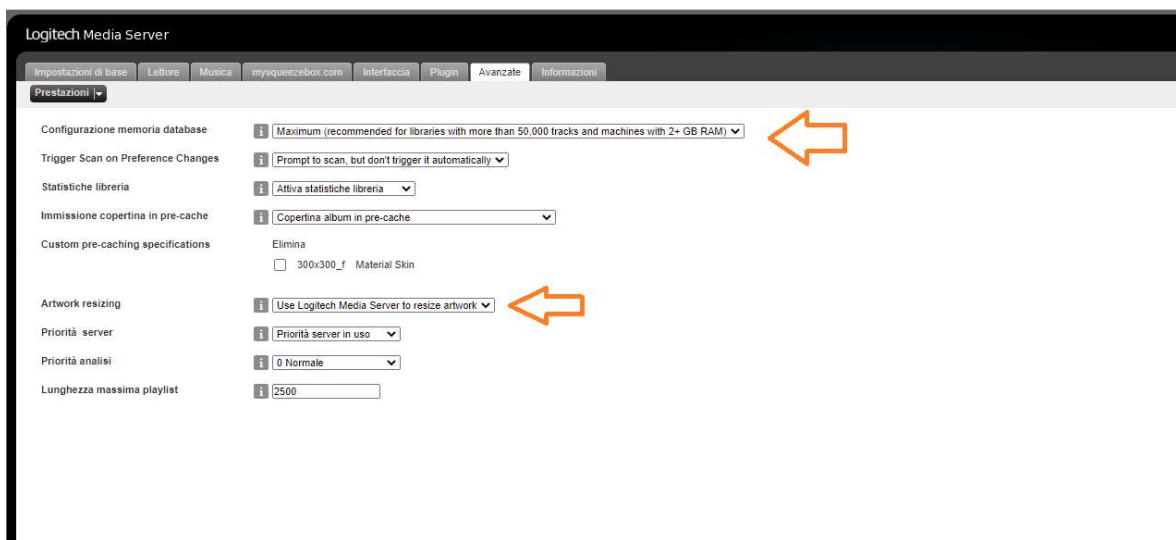 Logitech Media Server
Impostazioni di base Lettore Musica mysqueezebox.com Interfaccia Plugin Avanzate Informazioni
Prestazioni
Configurazione memoria database i Maximum (recommended for libraries with more than 50,000 tracks and machines with 2+ GB RAM)
Trigger Scan on Preference Changes i Prompt to scan, but don't trigger it automatically
Statistiche libreria i Attiva statistiche libreria
Immissione copertina in pre-cache i Copertina album in pre-cache
Custom pre-caching specifications Elimina
300x300_f Material Skin
Artwork resizing i Use Logitech Media Server to resize artwork
Priorità server i Priorità server in uso
Priorità analisi i 0 Normale
Lunghezza massima playlist i 2500